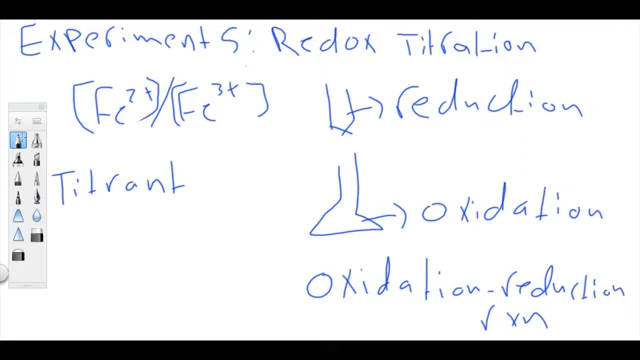 Experiment 5: Redox Titration
[Fe²⁺]/[Fe³⁺]
→ reduction
Titrant
→ Oxidation
Oxidation-reduction
rxn